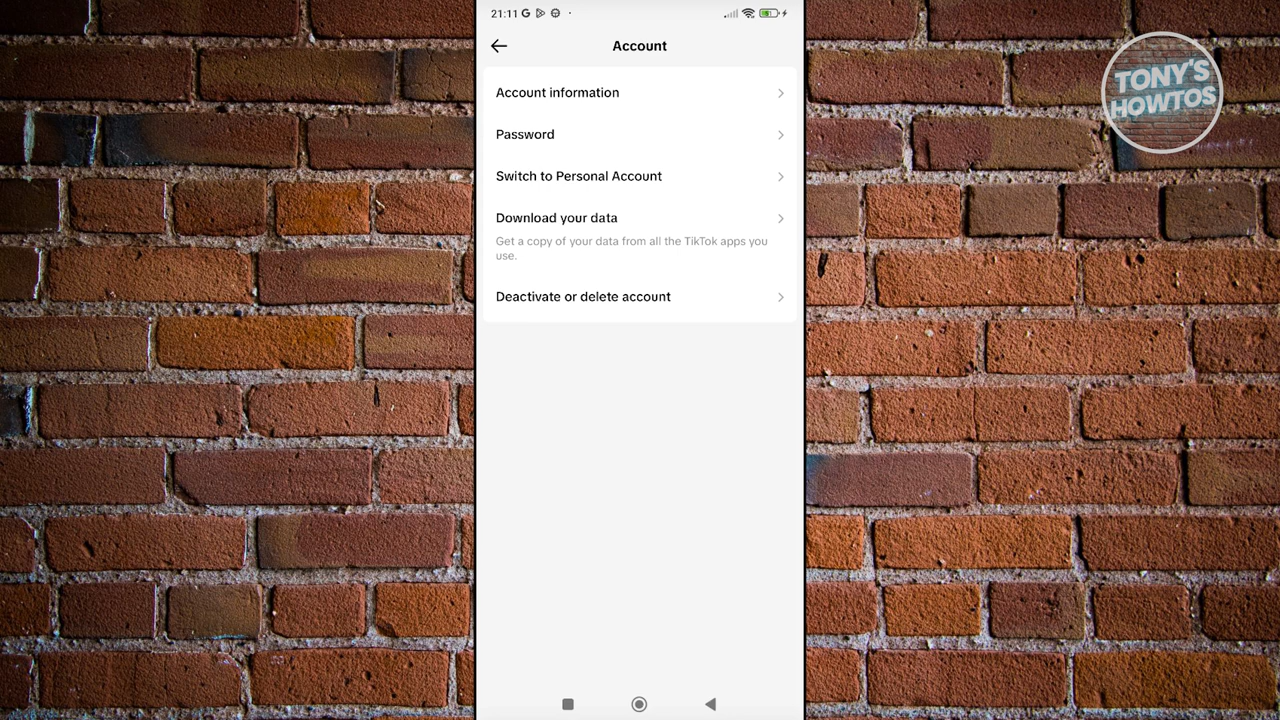 21:11
Account
Account information
Password
Switch to Personal Account
Download your data
Get a copy of your data from all the TikTok apps you
use.
Deactivate or delete account
TONY'S
HOWTOS